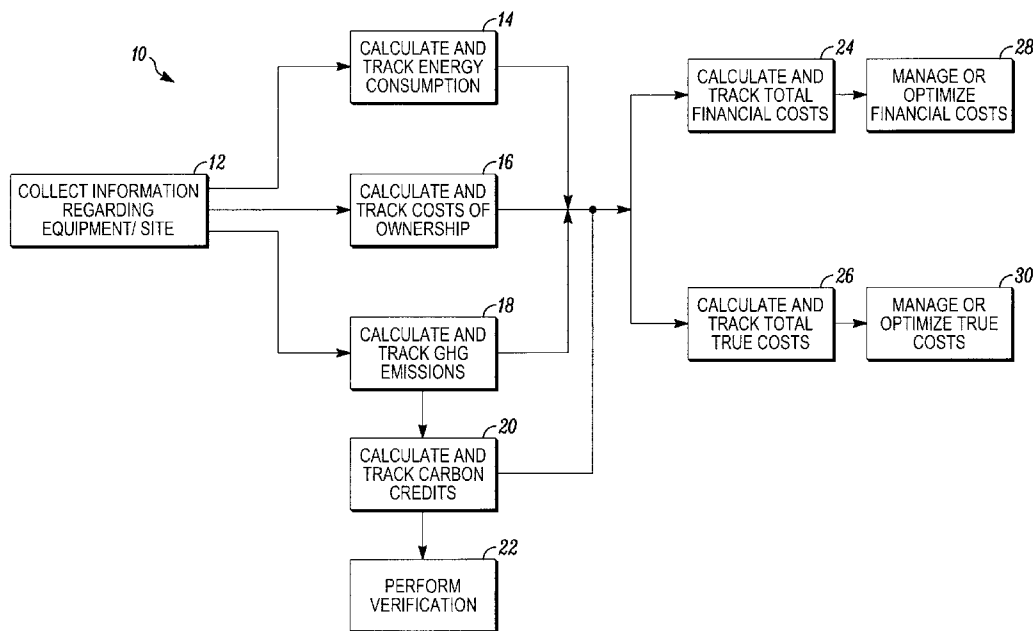 10
12
COLLECT INFORMATION
REGARDING
EQUIPMENT/ SITE
14
CALCULATE AND
TRACK ENERGY
CONSUMPTION
16
CALCULATE AND
TRACK COSTS OF
OWNERSHIP
18
CALCULATE AND
TRACK GHG
EMISSIONS
20
CALCULATE AND
TRACK CARBON
CREDITS
22
PERFORM
VERIFICATION
24
CALCULATE AND
TRACK TOTAL
FINANCIAL COSTS
28
MANAGE OR
OPTIMIZE
FINANCIAL COSTS
26
CALCULATE AND
TRACK TOTAL
TRUE COSTS
30
MANAGE OR
OPTIMIZE TRUE
COSTS